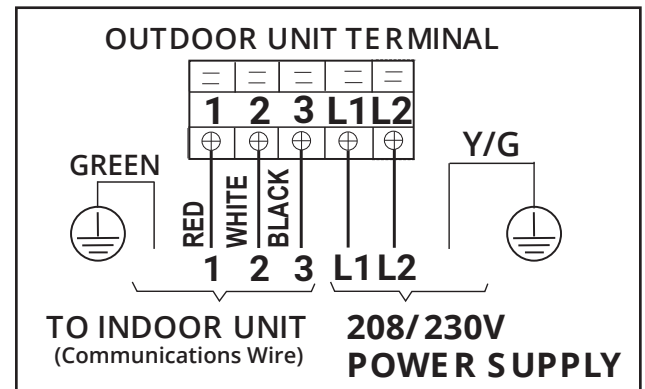 OUTDOOR UNIT TERMINAL
1 2 3 L1 L2
GREEN
Y/G
RED
WHITE
BLACK
1 2 3 L1 L2
TO INDOOR UNIT
(Communications Wire)
208/230V
POWER SUPPLY